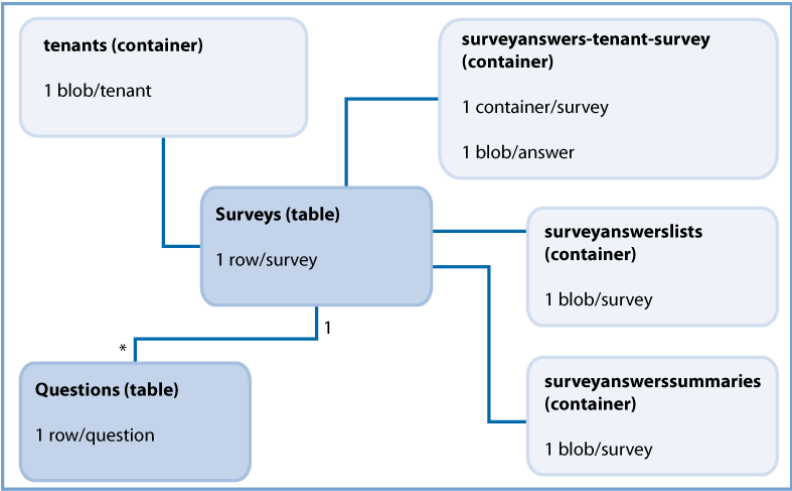 tenants (container)
1 blob/tenant
surveyanswers-tenant-survey
(container)
1 container/survey
1 blob/answer
Surveys (table)
1 row/survey
surveyanswerslists
(container)
1 blob/survey
1
*
Questions (table)
1 row/question
surveyanswerssummaries
(container)
1 blob/survey